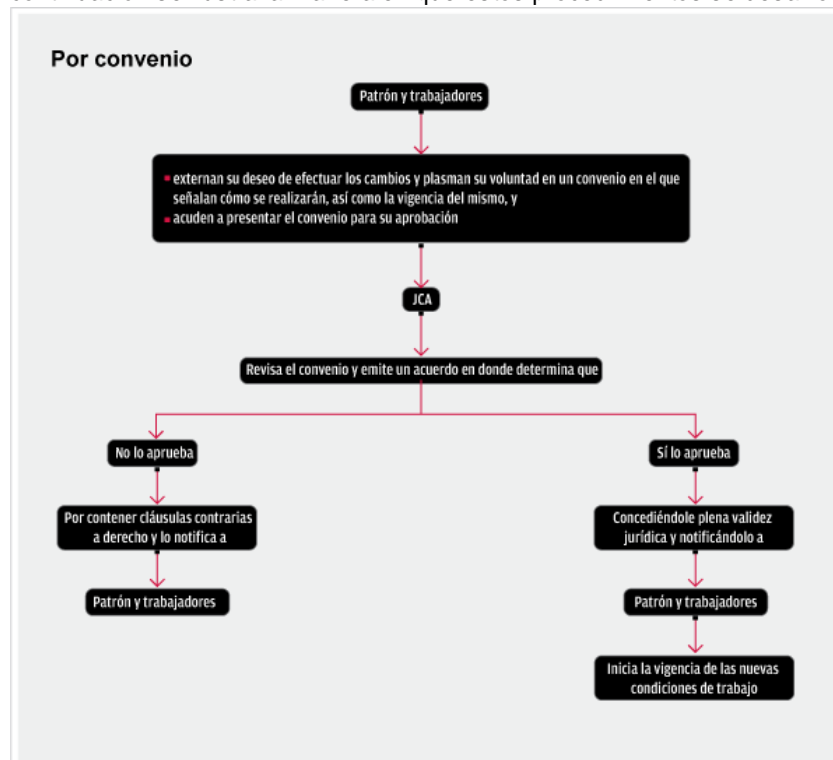 Por convenio
Patrón y trabajadores
externan su deseo de efectuar los cambios y plasman su voluntad en un convenio en el que
señalan cómo se realizarán, así como la vigencia del mismo, y
acuden a presentar el convenio para su aprobación
JCA
Revisa el convenio y emite un acuerdo en donde determina que
No lo aprueba
Sí lo aprueba
Por contener cláusulas contrarias
a derecho y lo notifica a
Concediéndole plena validez
jurídica y notificándolo a
Patrón y trabajadores
Patrón y trabajadores
Inicia la vigencia de las nuevas
condiciones de trabajo